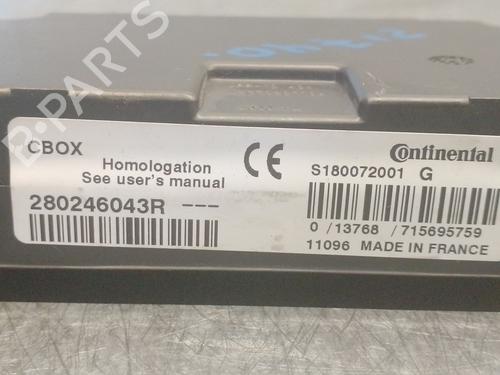 B-PARTS
CBOX
Homologation
See user's manual
280246043R ---
CE
Continental
S180072001 G
0 /13768 /715695759
11096 MADE IN FRANCE